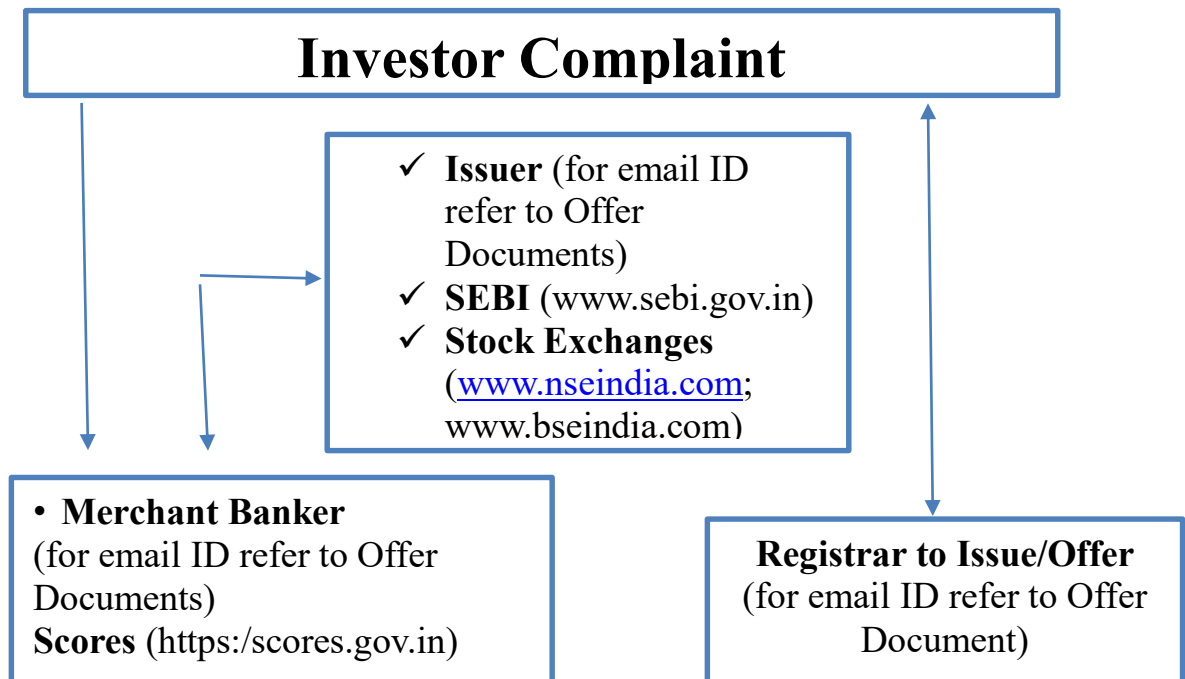 Investor Complaint
✓ Issuer (for email ID
refer to Offer
Documents)
✓ SEBI (www.sebi.gov.in)
✓ Stock Exchanges
(www.nseindia.com;
www.bseindia.com)
• Merchant Banker
(for email ID refer to Offer
Documents)
Scores (https:/scores.gov.in)
Registrar to Issue/Offer
(for email ID refer to Offer
Document)